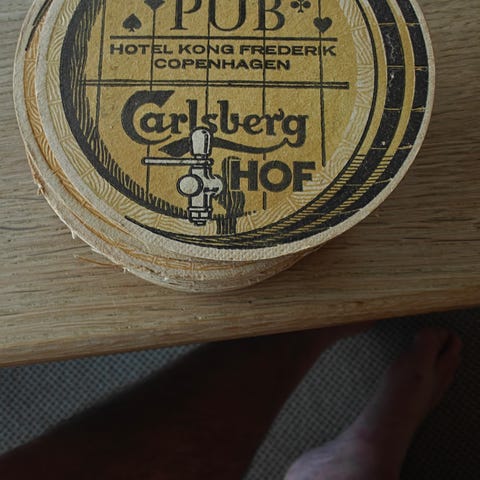 PUB
HOTEL KONG FREDERIK
COPENHAGEN
Carlsberg
HOF